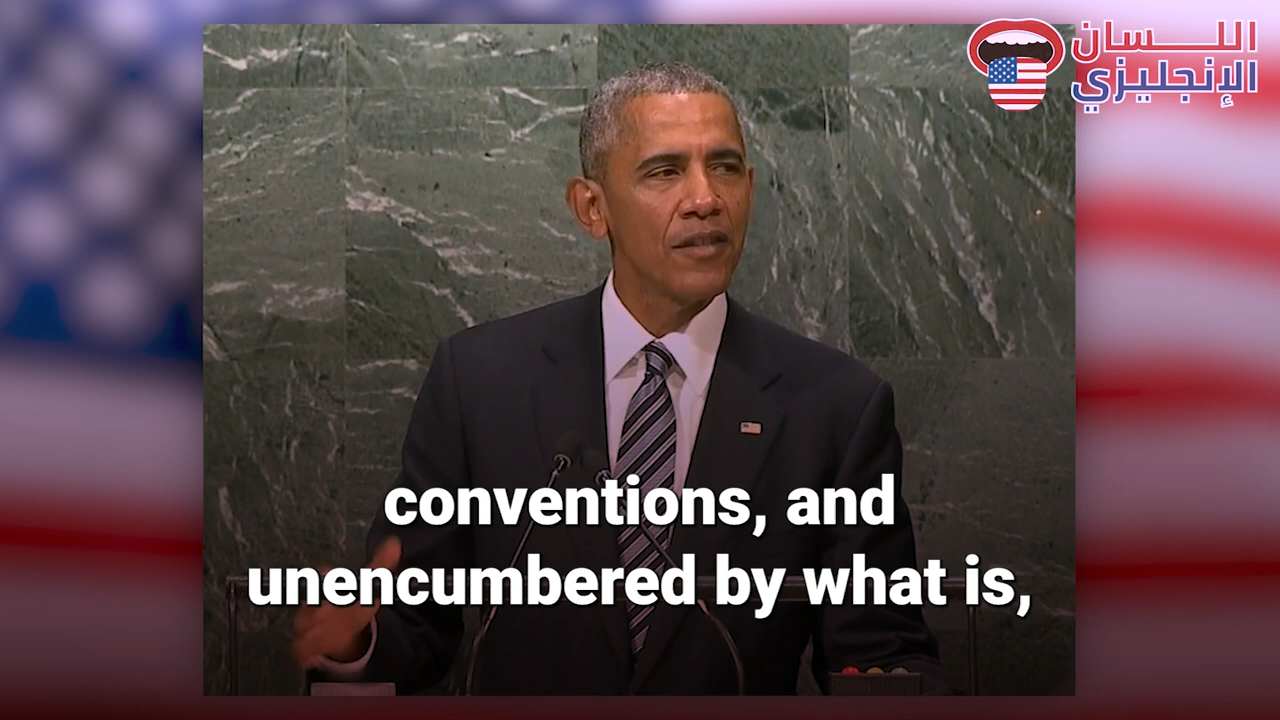 اللسان
الإنجليزي
conventions, and
unencumbered by what is,